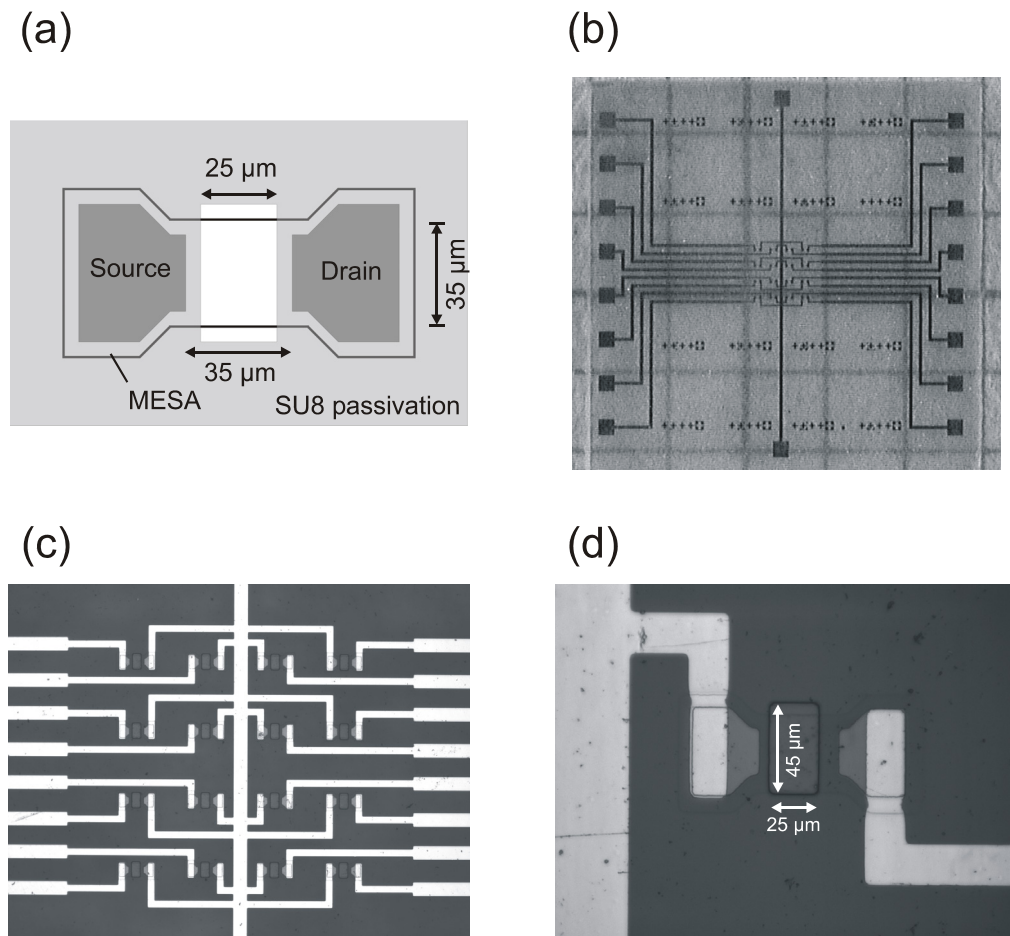 (a)
(b)
25 µm
Source
Drain
35 µm
35 µm
MESA
SU8 passivation
(c)
(d)
45 µm
25 µm